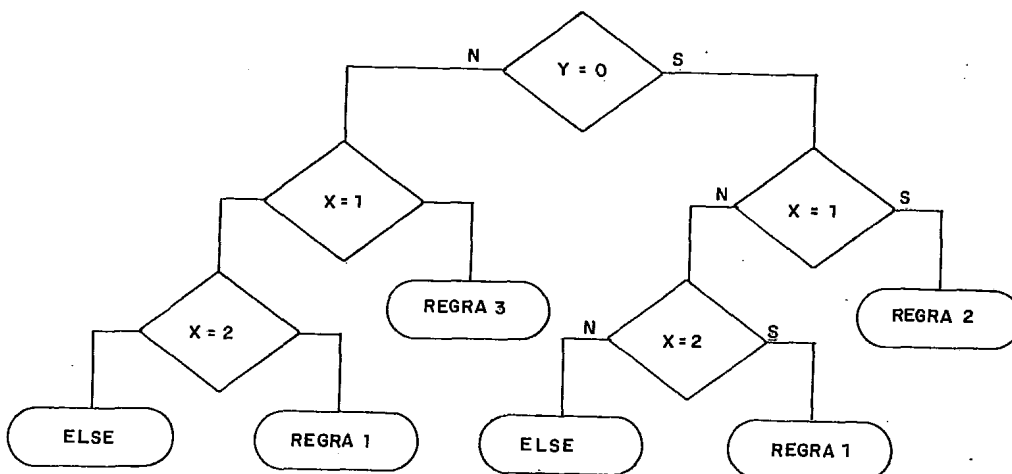 N
Y = 0
S
X = 1
N
X = 1
S
REGRA 3
REGRA 2
X = 2
N
X = 2
S
ELSE
REGRA 1
ELSE
REGRA 1